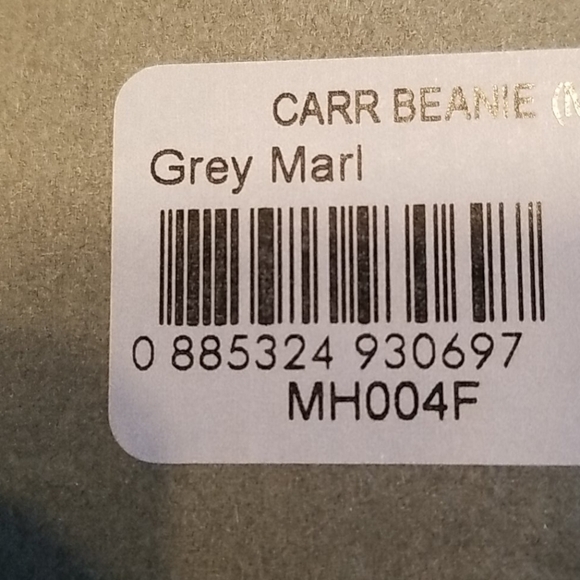 CARR BEANIE (M
Grey Marl
0 885324 930697
MH004F